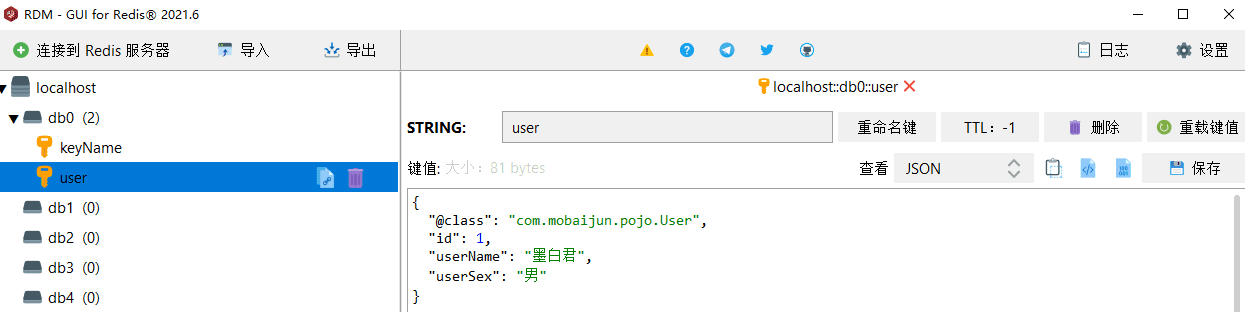 RDM - GUI for Redis® 2021.6
连接到 Redis 服务器 导入 导出 日志 设置
localhost
db0 (2)
keyName
user
db1 (0)
db2 (0)
db3 (0)
db4 (0)
localhost::db0::user
STRING: user 重命名键 TTL：-1 删除 重载键值
键值: 大小：81 bytes 查看 JSON 保存
{
"@class": "com.mobaijun.pojo.User",
"id": 1,
"userName": "墨白君",
"userSex": "男"
}